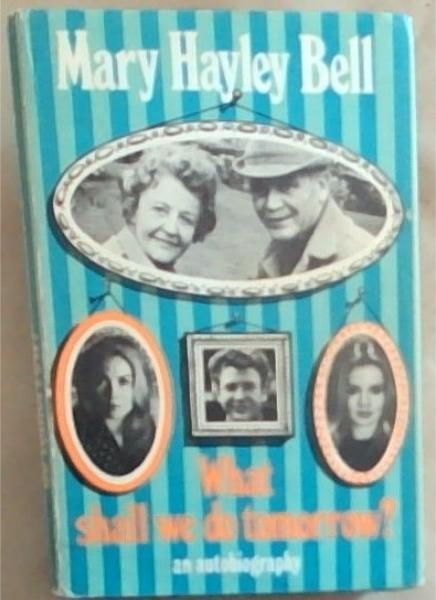 Mary Hayley Bell
What
shall we do tomorrow?
an autobiography